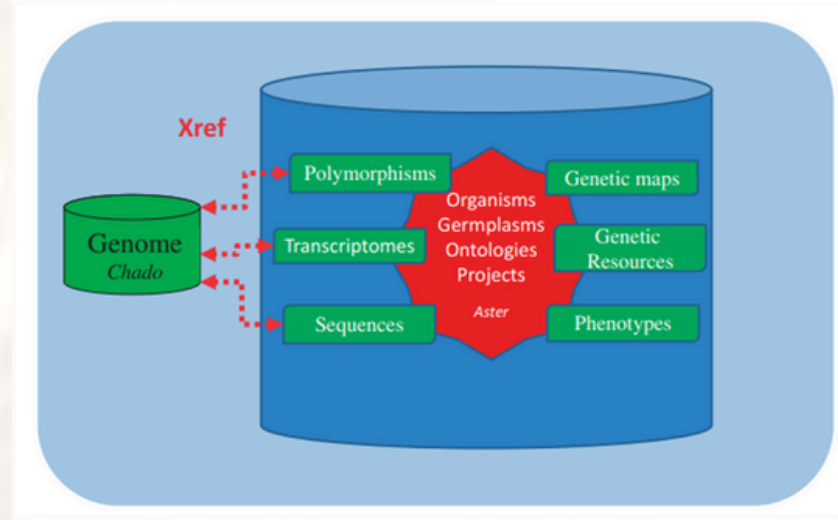 Xref
Genome
Chado
Polymorphisms
Transcriptomes
Sequences
Organisms
Germplasms
Ontologies
Projects
Aster
Genetic maps
Genetic
Resources
Phenotypes